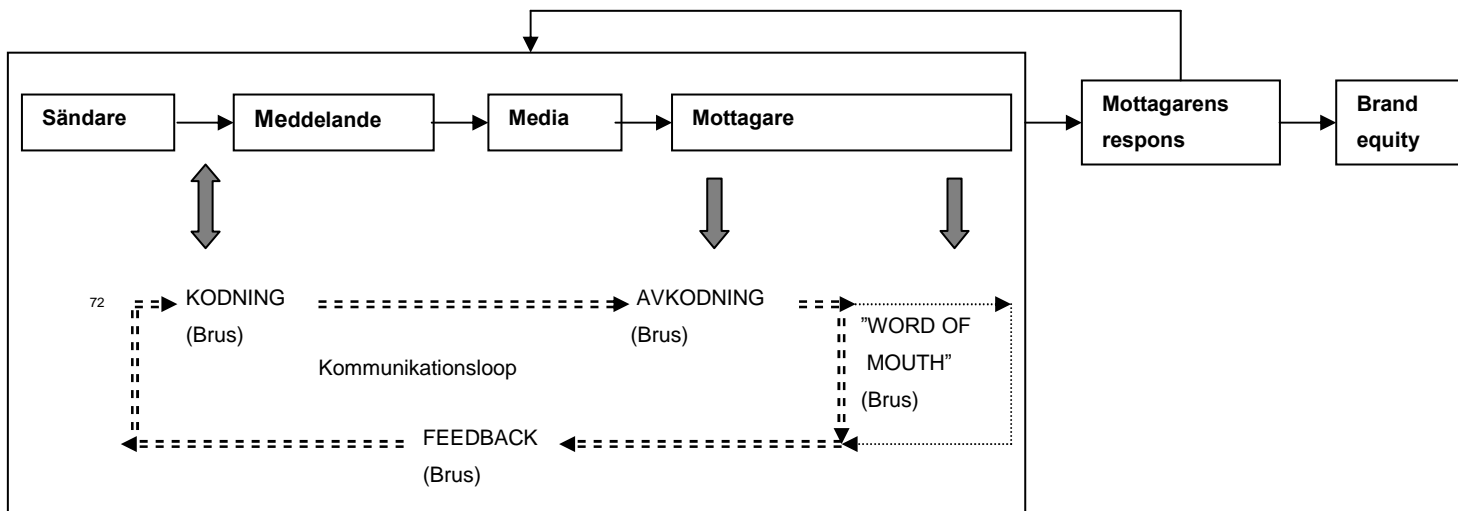 Sändare
Meddelande
Media
Mottagare
Mottagarens
respons
Brand
equity
72
KODNING
(Brus)
AVKODNING
(Brus)
”WORD OF
MOUTH”
(Brus)
Kommunikationsloop
FEEDBACK
(Brus)